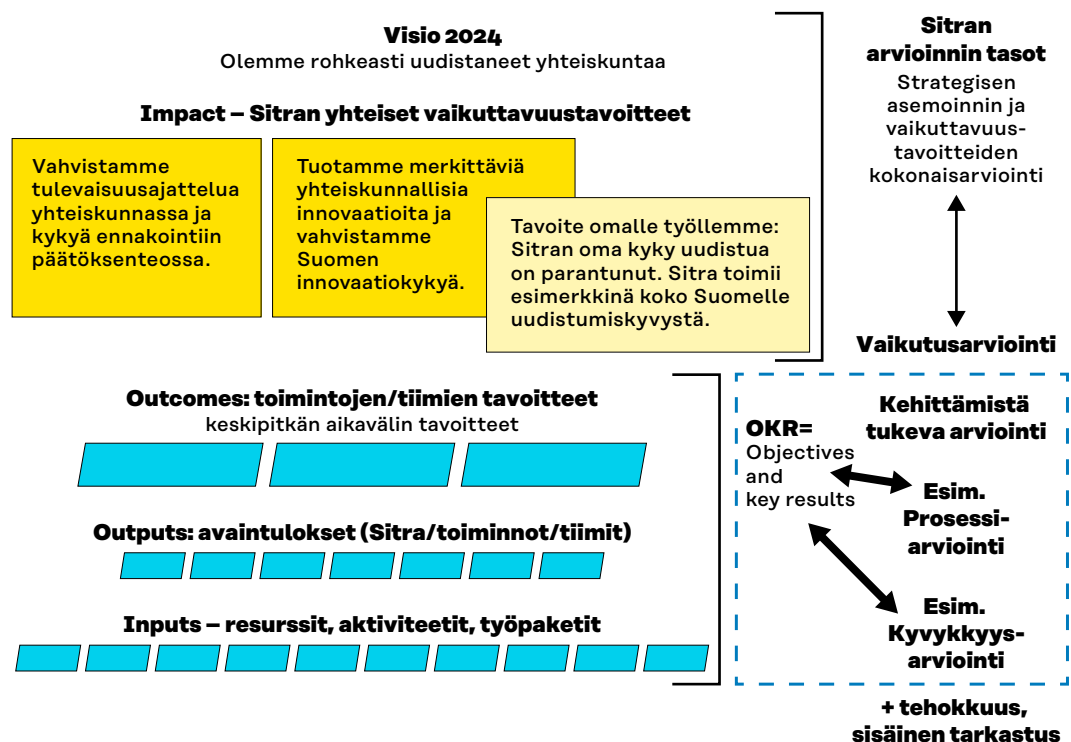 Visio 2024
Olemme rohkeasti uudistaneet yhteiskuntaa
Impact – Sitran yhteiset vaikuttavuustavoitteet
Vahvistamme
tulevaisuusajattelua
yhteiskunnassa ja
kykyä ennakointiin
päätöksenteossa.
Tuotamme merkittäviä
yhteiskunnallisia
innovaatioita ja
vahvistamme
Suomen
innovaatiokykyä.
Tavoite omalle työllemme:
Sitran oma kyky uudistua
on parantunut. Sitra toimii
esimerkkinä koko Suomelle
uudistumiskyvystä.
Sitran
arvioinnin tasot
Strategisen
asemoinnin ja
vaikuttavuus-
tavoitteiden
kokonaisarviointi
Vaikutusarviointi
Outcomes: toimintojen/tiimien tavoitteet
keskipitkän aikavälin tavoitteet
Outputs: avaintulokset (Sitra/toiminnot/tiimit)
Inputs – resurssit, aktiviteetit, työpaketit
Kehittämistä
tukeva arviointi
OKR=
Objectives
and
key results
Esim.
Prosessi-
arviointi
Esim.
Kyvykkyys-
arviointi
+ tehokkuus,
sisäinen tarkastus